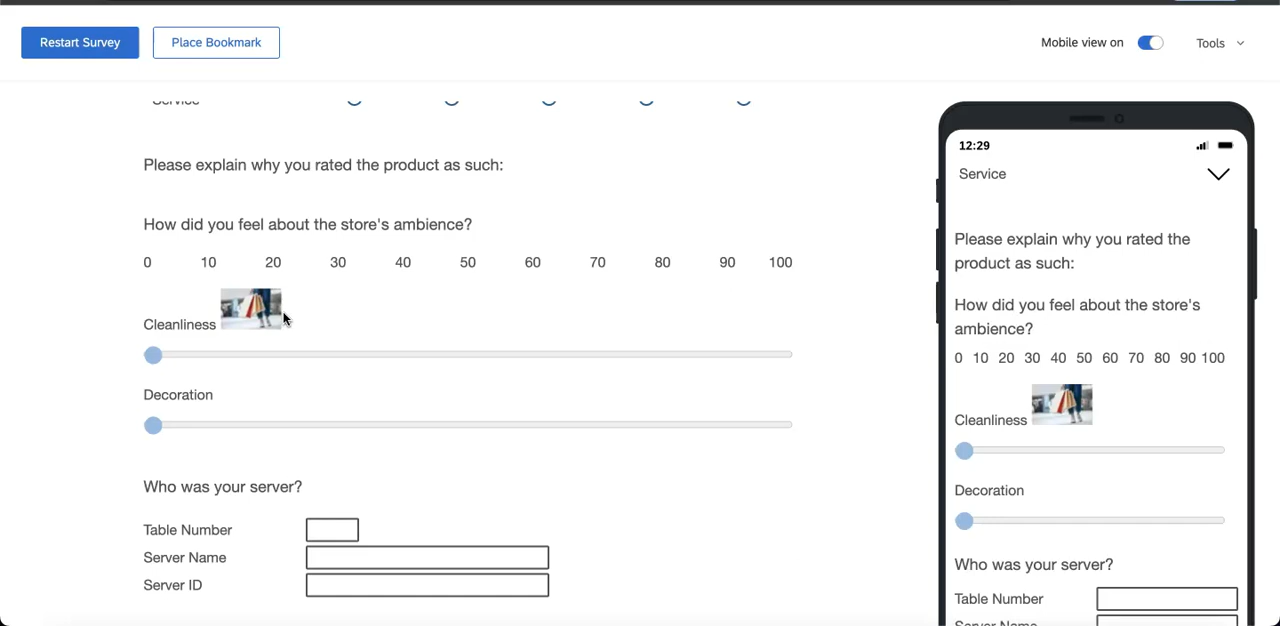 Restart Survey
Place Bookmark
Mobile view on
Tools
Service
Please explain why you rated the product as such:
How did you feel about the store's ambience?
0 10 20 30 40 50 60 70 80 90 100
Cleanliness
Decoration
Who was your server?
Table Number
Server Name
Server ID
12:29
Service
Please explain why you rated the
product as such:
How did you feel about the store's
ambience?
0 10 20 30 40 50 60 70 80 90 100
Cleanliness
Decoration
Who was your server?
Table Number
Server Name